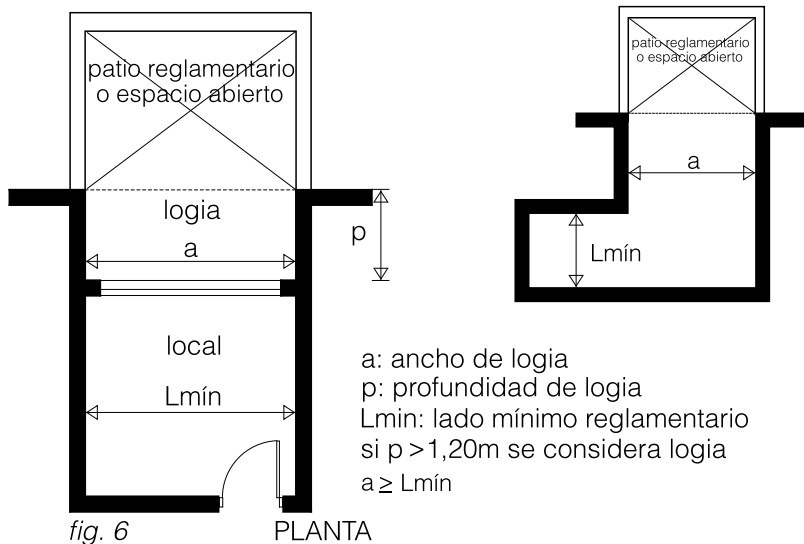 patio reglamentario
o espacio abierto
logia
a
p
local
Lmín
patio reglamentario
o espacio abierto
a
Lmín
a: ancho de logia
p: profundidad de logia
Lmin: lado mínimo reglamentario
si p >1,20m se considera logia
a ≥ Lmín
fig. 6
PLANTA